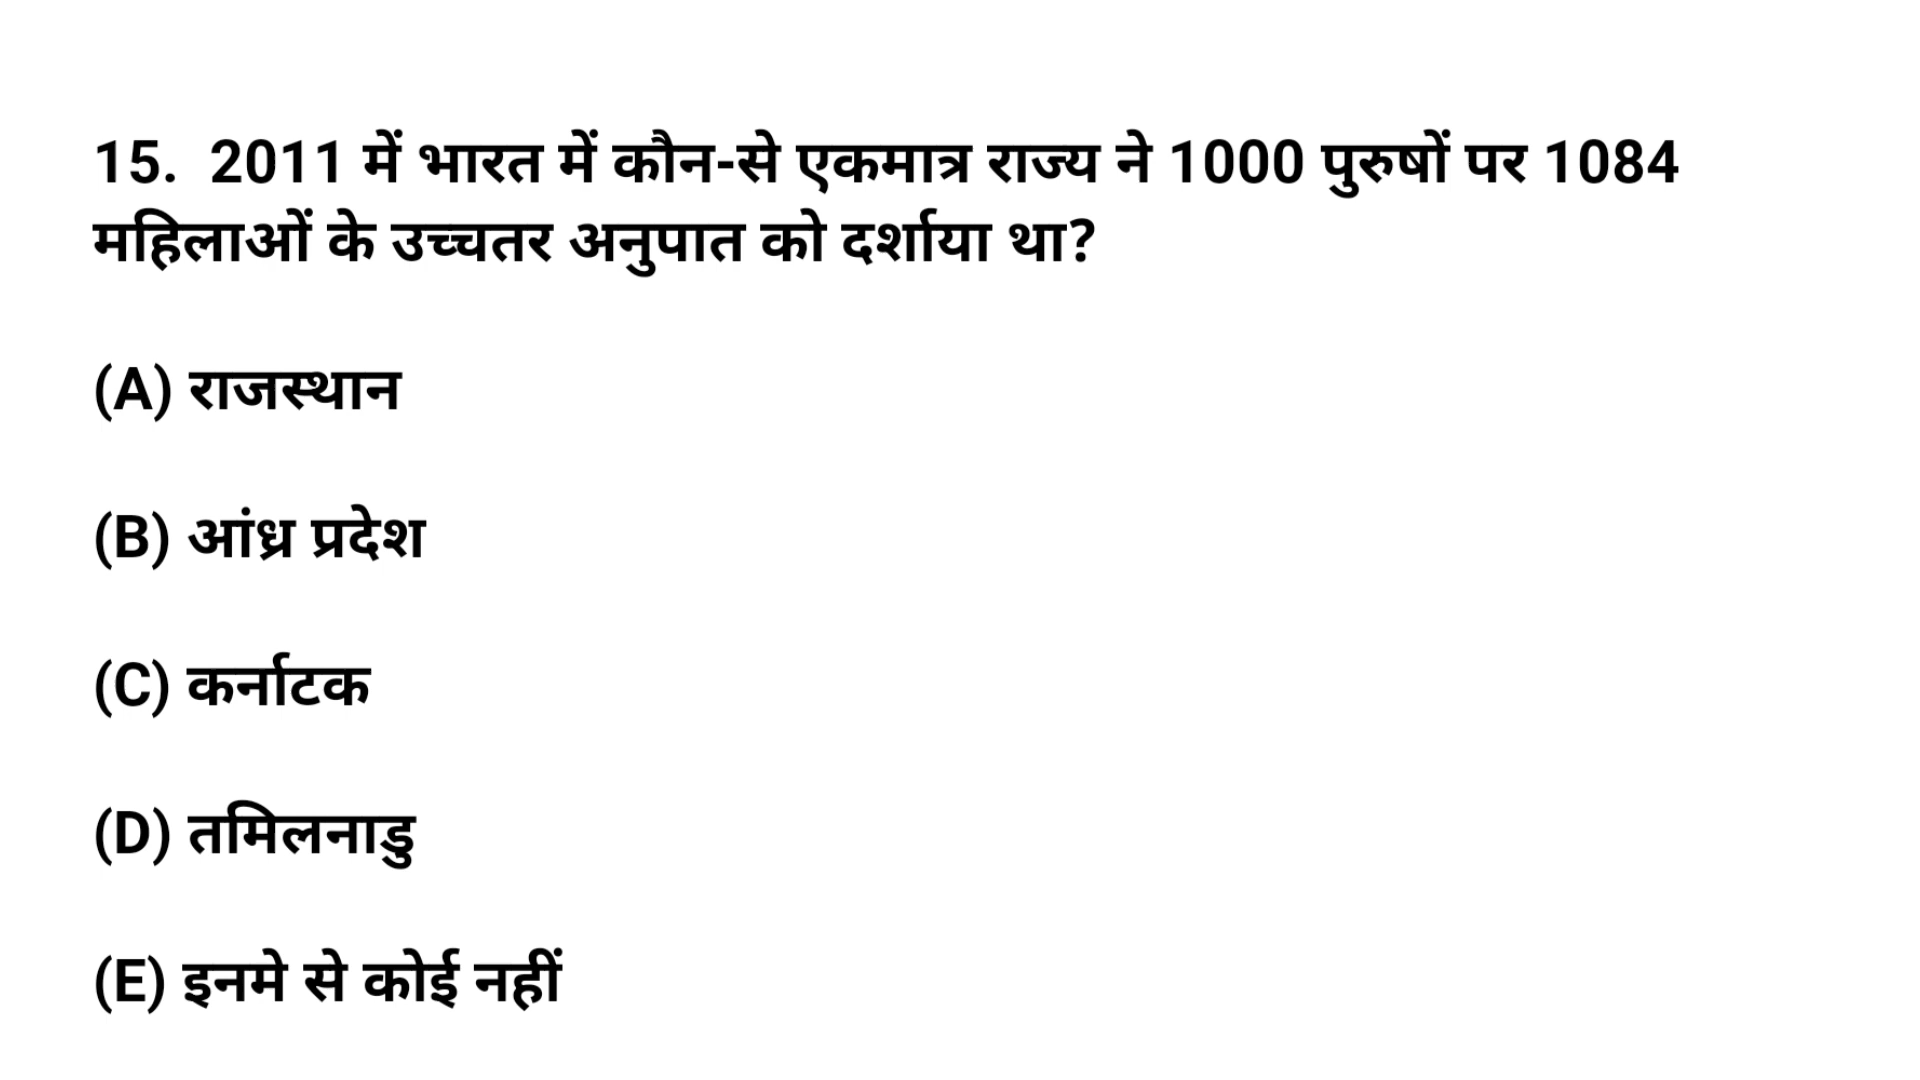 15. 2011 में भारत में कौन-से एकमात्र राज्य ने 1000 पुरुषों पर 1084
महिलाओं के उच्चतर अनुपात को दर्शाया था?
(A) राजस्थान
(B) आंध्र प्रदेश
(C) कर्नाटक
(D) तमिलनाडु
(E) इनमे से कोई नहीं